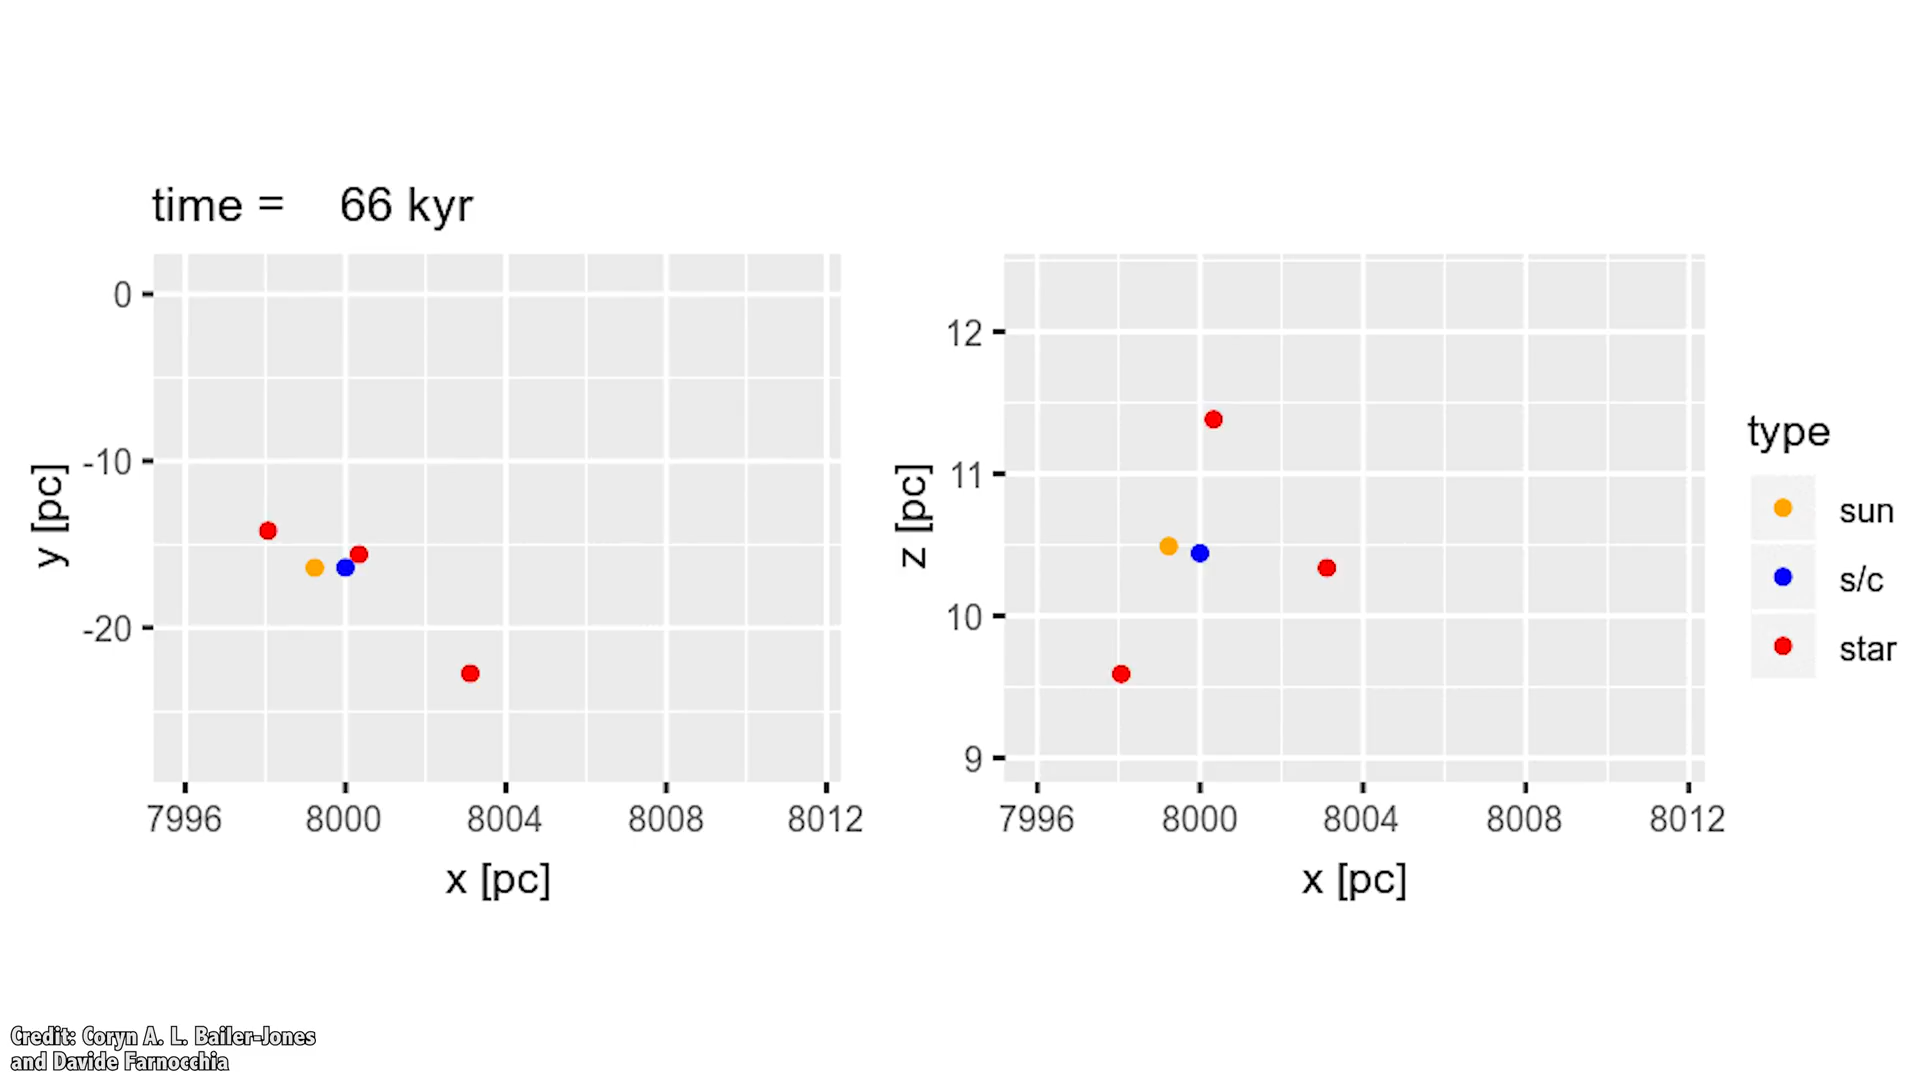 time = 66 kyr
0
-10
-20
y [pc]
7996 8000 8004 8008 8012
x [pc]
12
11
10
9
z [pc]
7996 8000 8004 8008 8012
x [pc]
type
sun
s/c
star
Credit: Coryn A. L. Bailer-Jones
and Davide Farnocchia